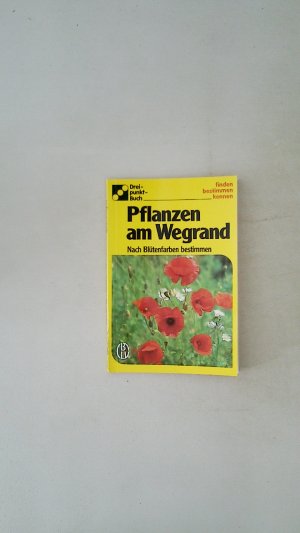 Drei-
punkt-
Buch
finden
bestimmen
kennen
Pflanzen
am Wegrand
Nach Blütenfarben bestimmen